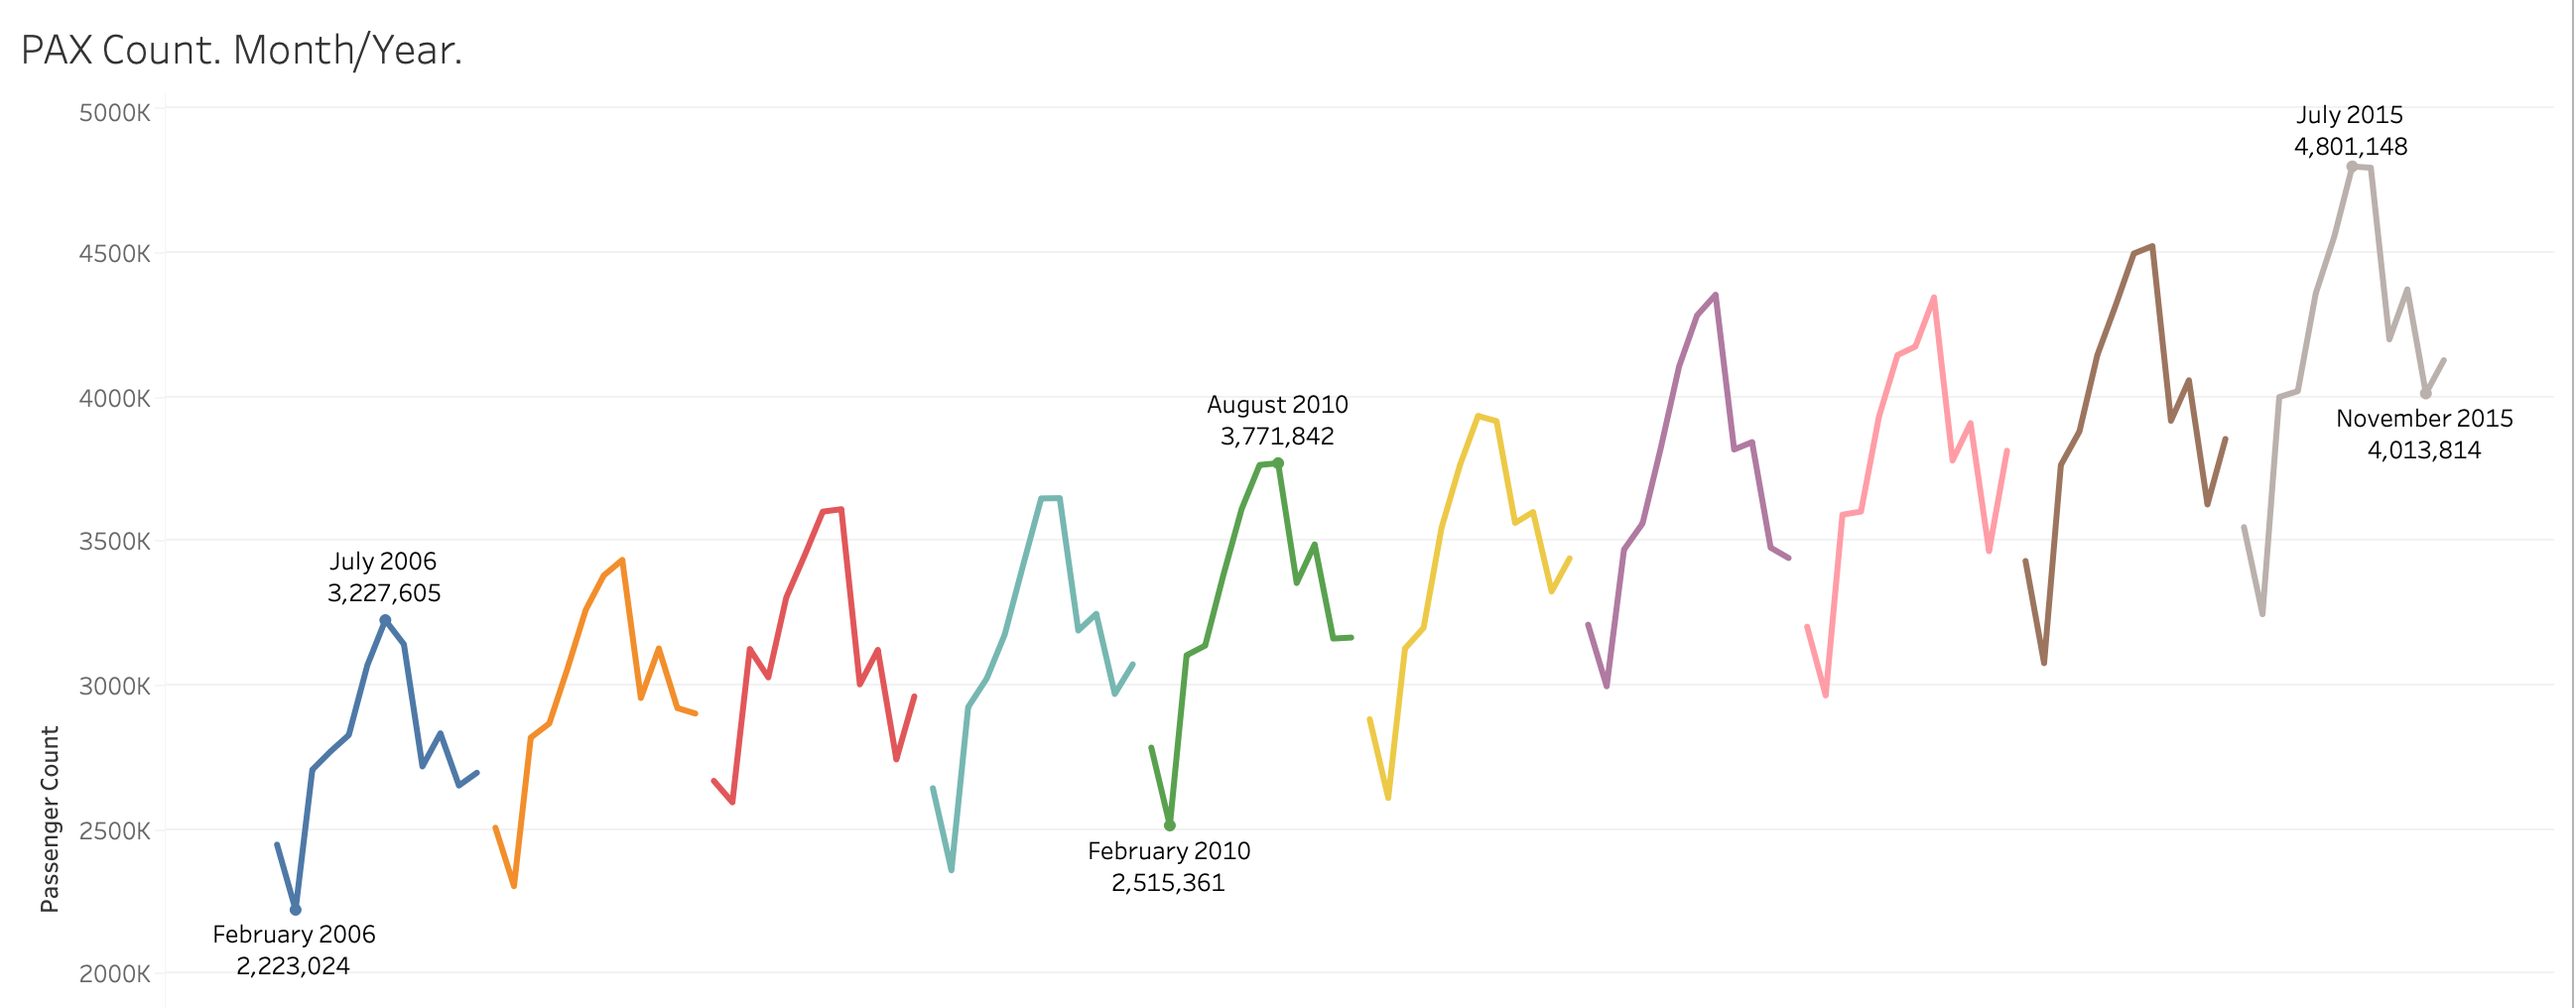 PAX Count. Month/Year.
5000K
4500K
4000K
3500K
3000K
2500K
2000K
Passenger Count
July 2006
3,227,605
February 2006
2,223,024
August 2010
3,771,842
February 2010
2,515,361
July 2015
4,801,148
November 2015
4,013,814